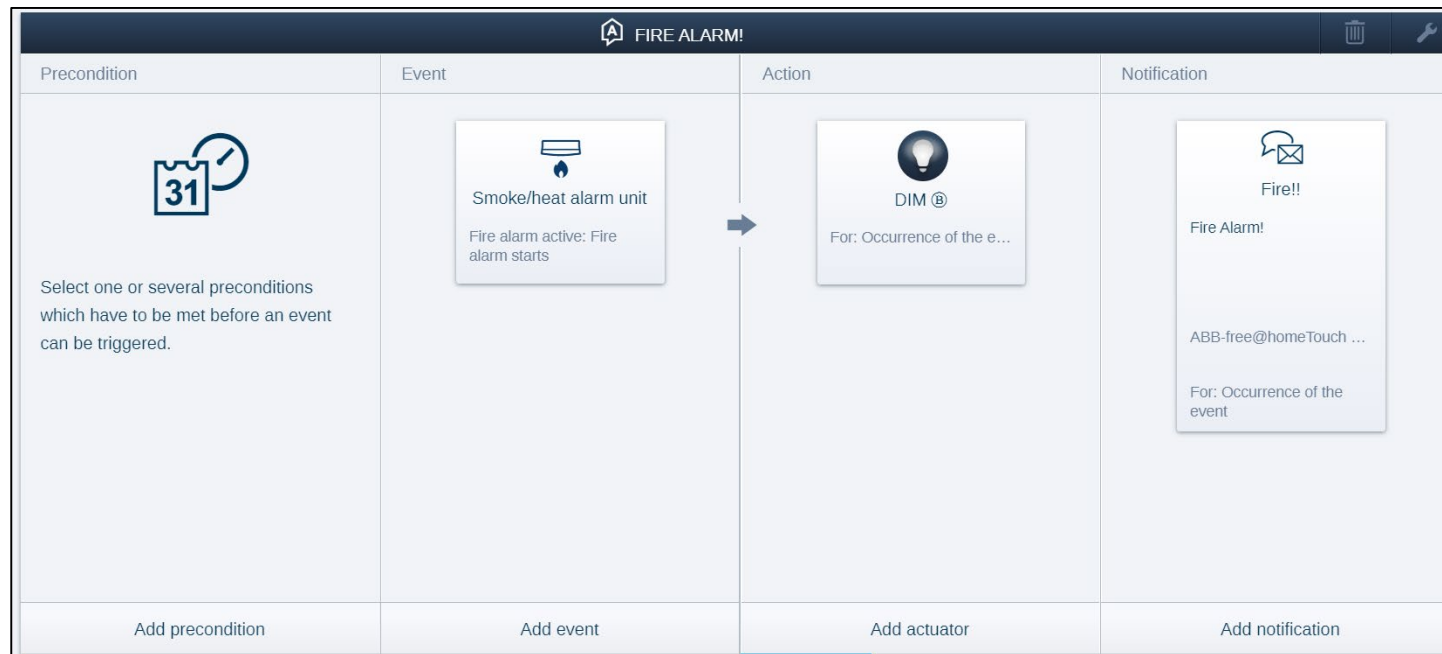 FIRE ALARM!
Precondition
Event
Action
Notification
31
Select one or several preconditions
which have to be met before an event
can be triggered.
Smoke/heat alarm unit
Fire alarm active: Fire
alarm starts
DIM Ⓑ
For: Occurrence of the e…
Fire!!
Fire Alarm!
ABB-free@homeTouch …
For: Occurrence of the
event
Add precondition
Add event
Add actuator
Add notification